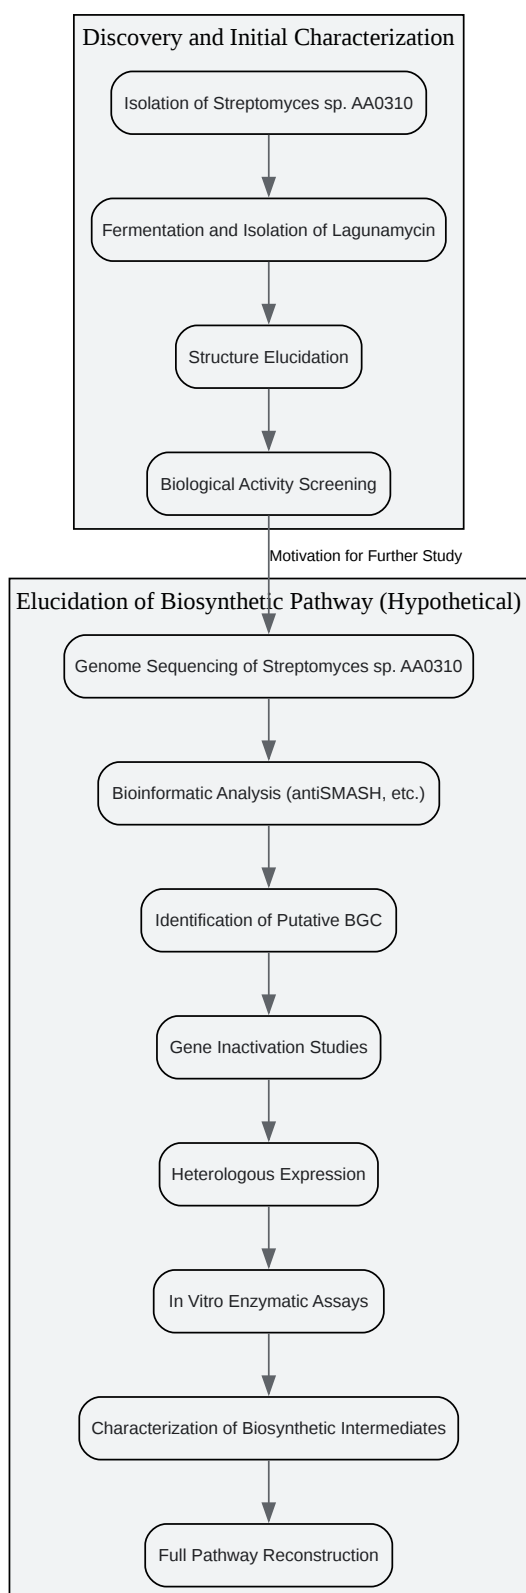 Discovery and Initial Characterization
Isolation of Streptomyces sp. AA0310
Fermentation and Isolation of Lagunamycin
Structure Elucidation
Biological Activity Screening
Motivation for Further Study
Elucidation of Biosynthetic Pathway (Hypothetical)
Genome Sequencing of Streptomyces sp. AA0310
Bioinformatic Analysis (antiSMASH, etc.)
Identification of Putative BGC
Gene Inactivation Studies
Heterologous Expression
In Vitro Enzymatic Assays
Characterization of Biosynthetic Intermediates
Full Pathway Reconstruction